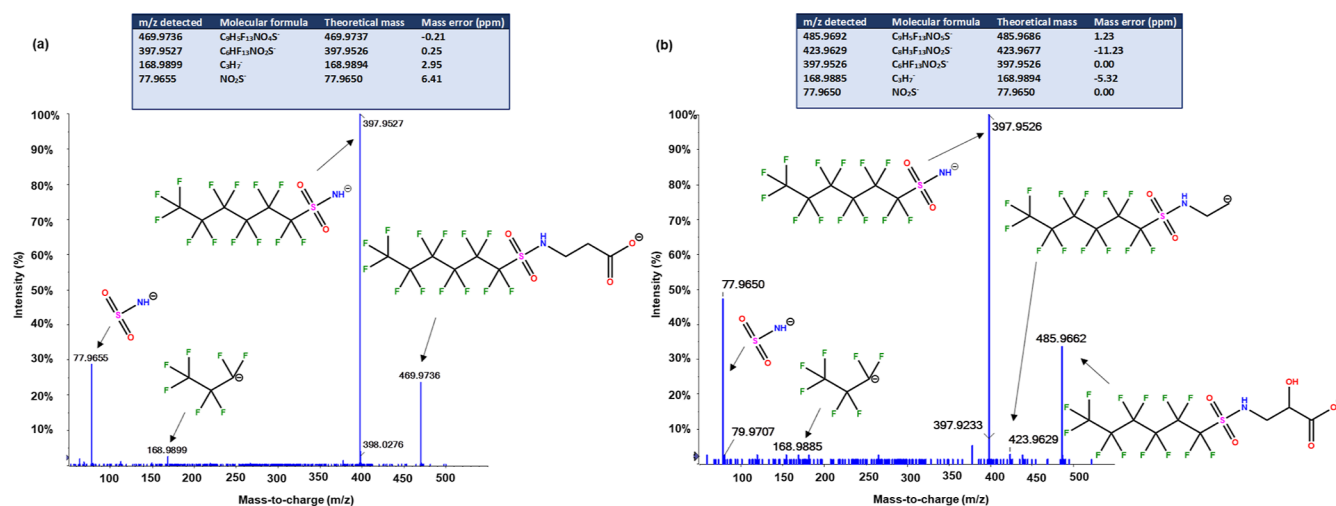 (a)
m/z detected Molecular formula Theoretical mass Mass error (ppm)
469.9736 C₉H₅F₁₃NO₄S⁻ 469.9737 -0.21
397.9527 C₆HF₁₃NO₂S⁻ 397.9526 0.25
168.9899 C₃H₇⁻ 168.9894 2.95
77.9655 NO₂S⁻ 77.9650 6.41
100%
90%
80%
70%
60%
50%
40%
30%
20%
10%
Intensity (%)
397.9527
77.9655
168.9899
469.9736
398.0276
F F F F F F F F F F F F F S O O NH ⊖
F F F F F F F F F F F F F S O O H N O ⊖ O
O S O NH ⊖
F F F F F F F ⊖
100 150 200 250 300 350 400 450 500
Mass-to-charge (m/z)
(b)
m/z detected Molecular formula Theoretical mass Mass error (ppm)
485.9692 C₉H₅F₁₃NO₅S⁻ 485.9686 1.23
423.9629 C₈H₃F₁₃NO₂S⁻ 423.9677 -11.23
397.9526 C₆HF₁₃NO₂S⁻ 397.9526 0.00
168.9885 C₃H₇⁻ 168.9894 -5.32
77.9650 NO₂S⁻ 77.9650 0.00
100%
90%
80%
70%
60%
50%
40%
30%
20%
10%
Intensity (%)
397.9526
77.9650
485.9662
79.9707
168.9885
397.9233
423.9629
F F F F F F F F F F F F F S O O NH ⊖
F F F F F F F F F F F F F S O O H N ⊖
O S O NH ⊖
F F F F F F F ⊖
F F F F F F F F F F F F F S O O H N OH O O
100 150 200 250 300 350 400 450 500
Mass-to-charge (m/z)